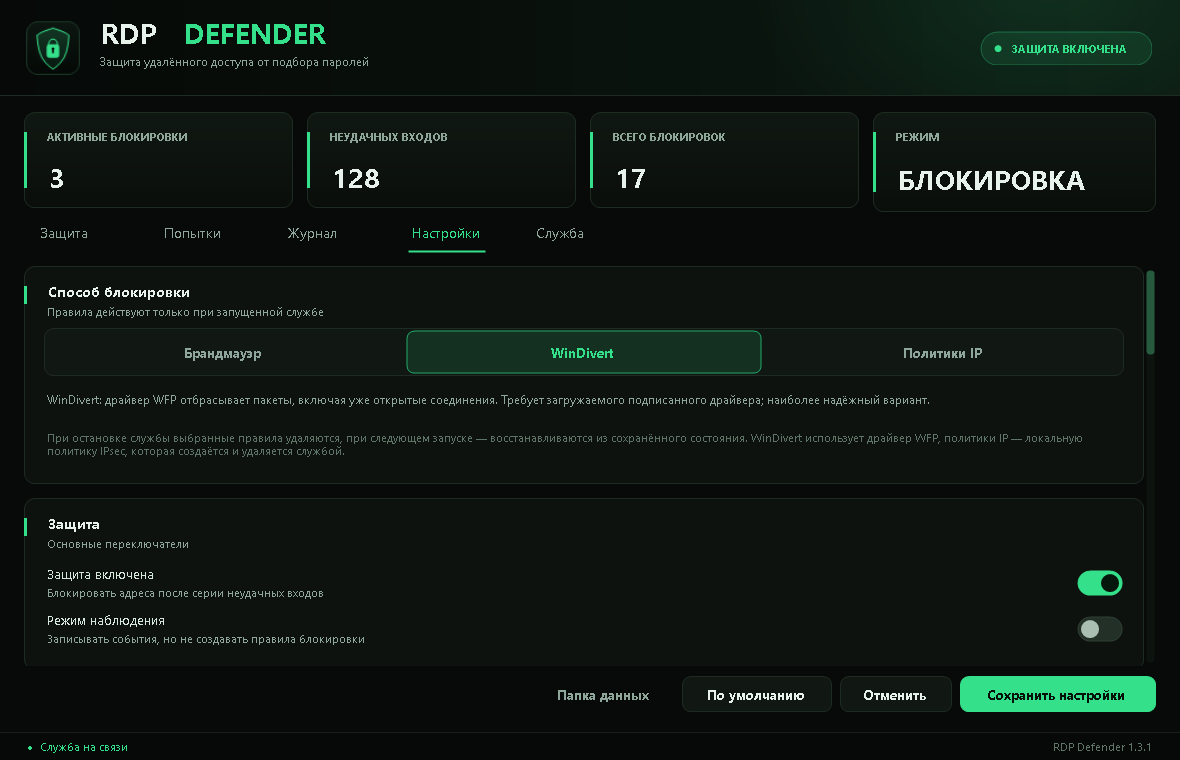 RDP DEFENDER
Защита удалённого доступа от подбора паролей
ЗАЩИТА ВКЛЮЧЕНА
АКТИВНЫЕ БЛОКИРОВКИ
3
НЕУДАЧНЫХ ВХОДОВ
128
ВСЕГО БЛОКИРОВОК
17
РЕЖИМ
БЛОКИРОВКА
Защита
Попытки
Журнал
Настройки
Служба
Способ блокировки
Правила действуют только при запущенной службе
Брандмауэр
WinDivert
Политики IP
WinDivert: драйвер WFP отбрасывает пакеты, включая уже открытые соединения. Требует загружаемого подписанного драйвера; наиболее надёжный вариант.
При остановке службы выбранные правила удаляются, при следующем запуске — восстанавливаются из сохранённого состояния. WinDivert использует драйвер WFP, политики IP — локальную
политику IPsec, которая создаётся и удаляется службой.
Защита
Основные переключатели
Защита включена
Блокировать адреса после серии неудачных входов
Режим наблюдения
Записывать события, но не создавать правила блокировки
Папка данных
По умолчанию
Отменить
Сохранить настройки
Служба на связи
RDP Defender 1.3.1